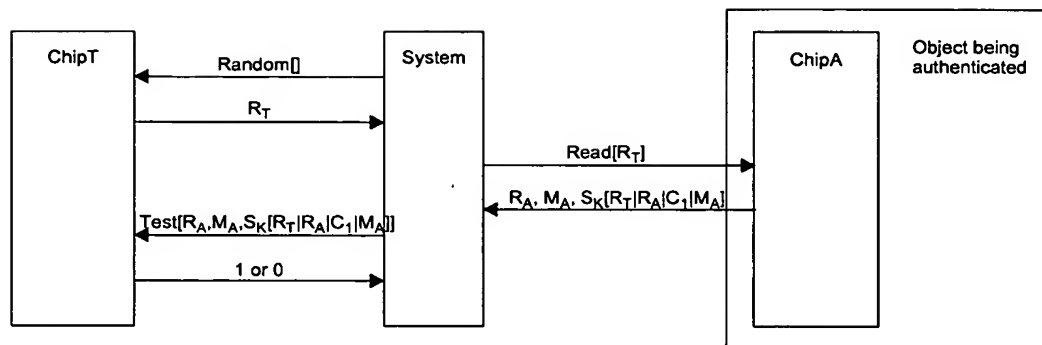 ChipT
System
ChipA
Object being
authenticated
Random[]
R_T
Read[R_T]
R_A, M_A, S_K[R_T|R_A|C_1|M_A]
Test[R_A,M_A,S_K[R_T|R_A|C_1|M_A]]
1 or 0